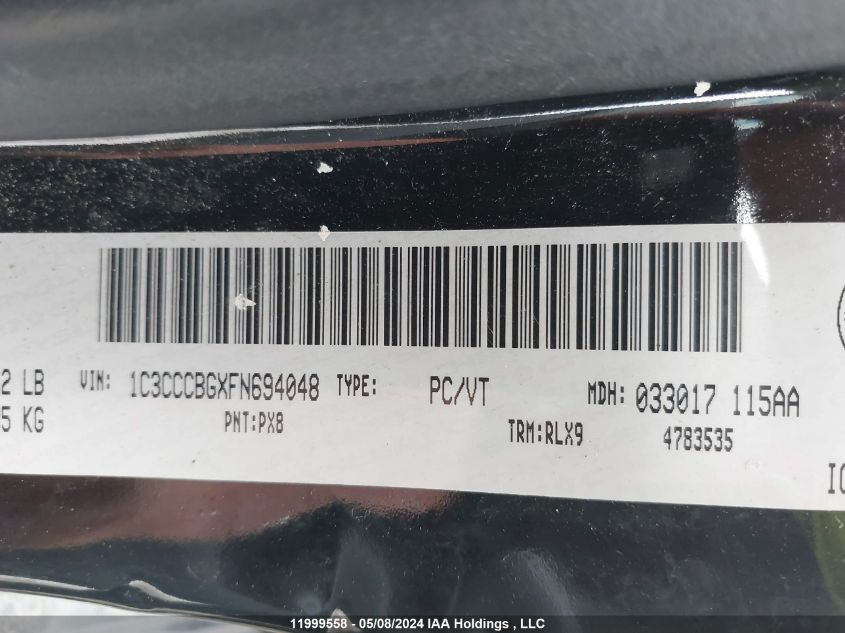 2 LB VIN: 1C3CCCBGXFN694048 TYPE: PC/VT MDH: 033017 115AA
5 KG PNT:PX8 TRM:RLX9 4783535
11999558 - 05/08/2024 IAA Holdings , LLC